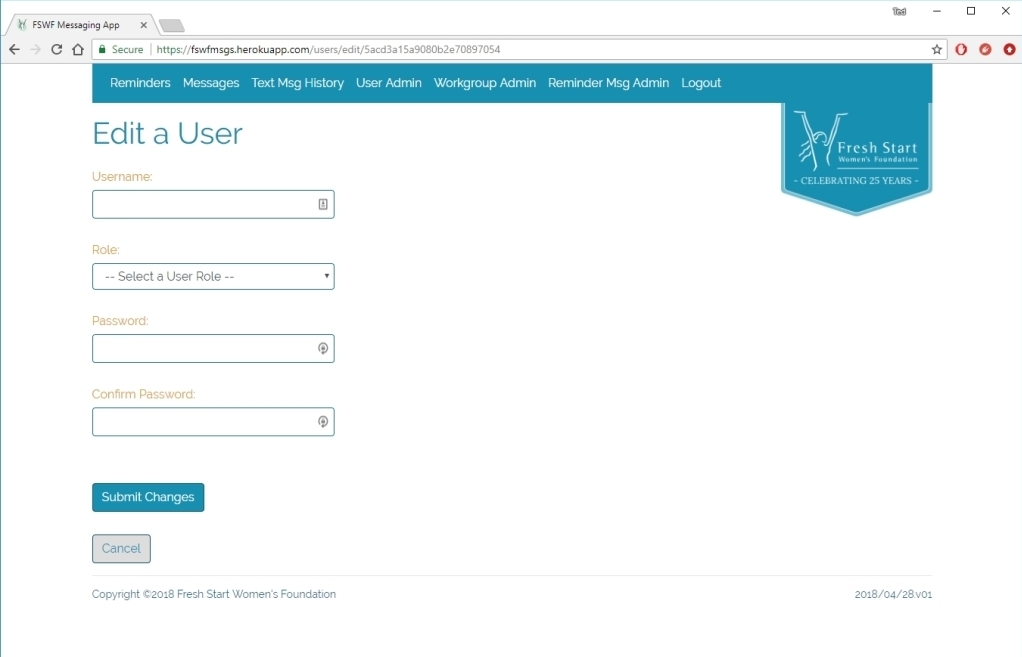 FSWF Messaging App
Ted
Secure https://fswfmsgs.herokuapp.com/users/edit/5acd3a15a9080b2e70897054
Reminders Messages Text Msg History User Admin Workgroup Admin Reminder Msg Admin Logout
Edit a User
Fresh Start
Women's Foundation
- CELEBRATING 25 YEARS -
Username:
Role:
-- Select a User Role --
Password:
Confirm Password:
Submit Changes
Cancel
Copyright ©2018 Fresh Start Women's Foundation 2018/04/28.v01